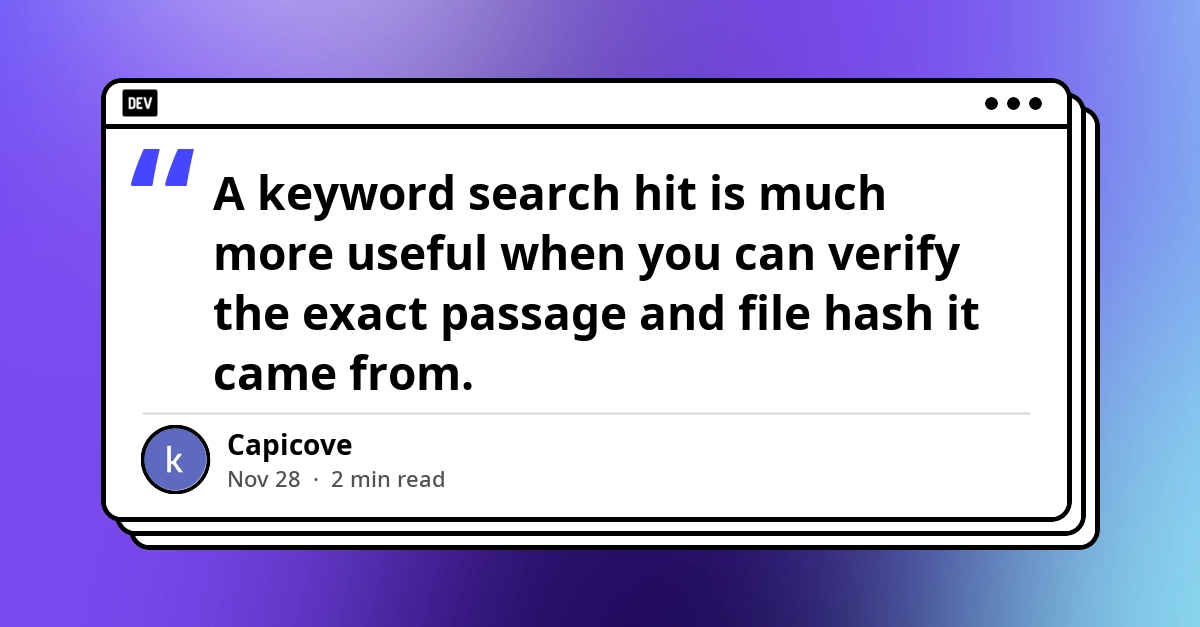 DEV
“
A keyword search hit is much
more useful when you can verify
the exact passage and file hash it
came from.
k
Capicove
Nov 28 · 2 min read